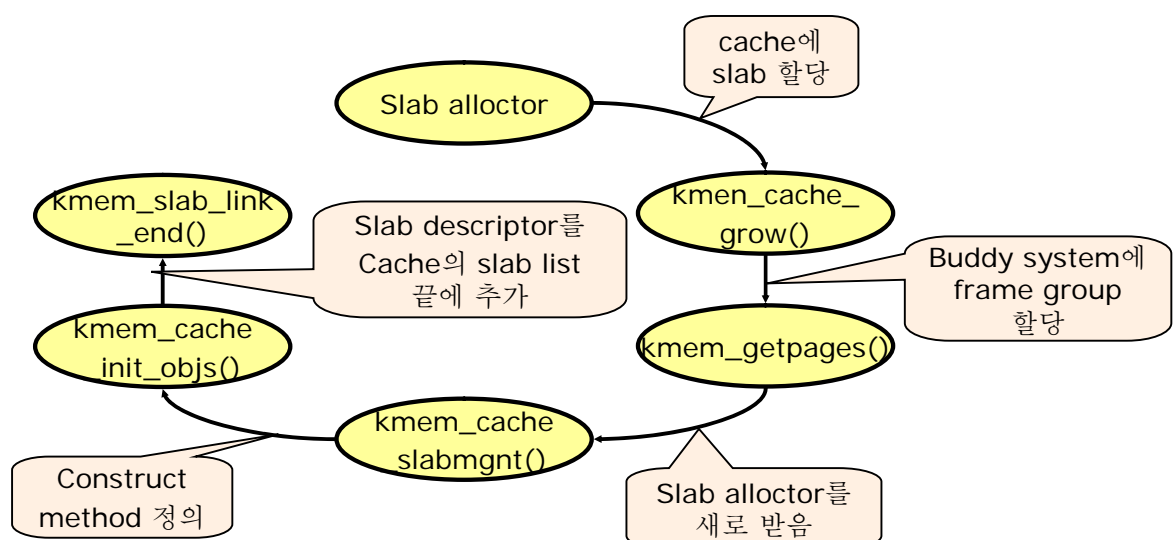 cache에
slab 할당
Slab alloctor
kmen_cache_
grow()
Buddy system에
frame group
할당
kmem_getpages()
Slab alloctor를
새로 받음
kmem_cache
slabmgnt()
Construct
method 정의
kmem_cache
_init_objs()
Slab descriptor를
Cache의 slab list
끝에 추가
kmem_slab_link
_end()